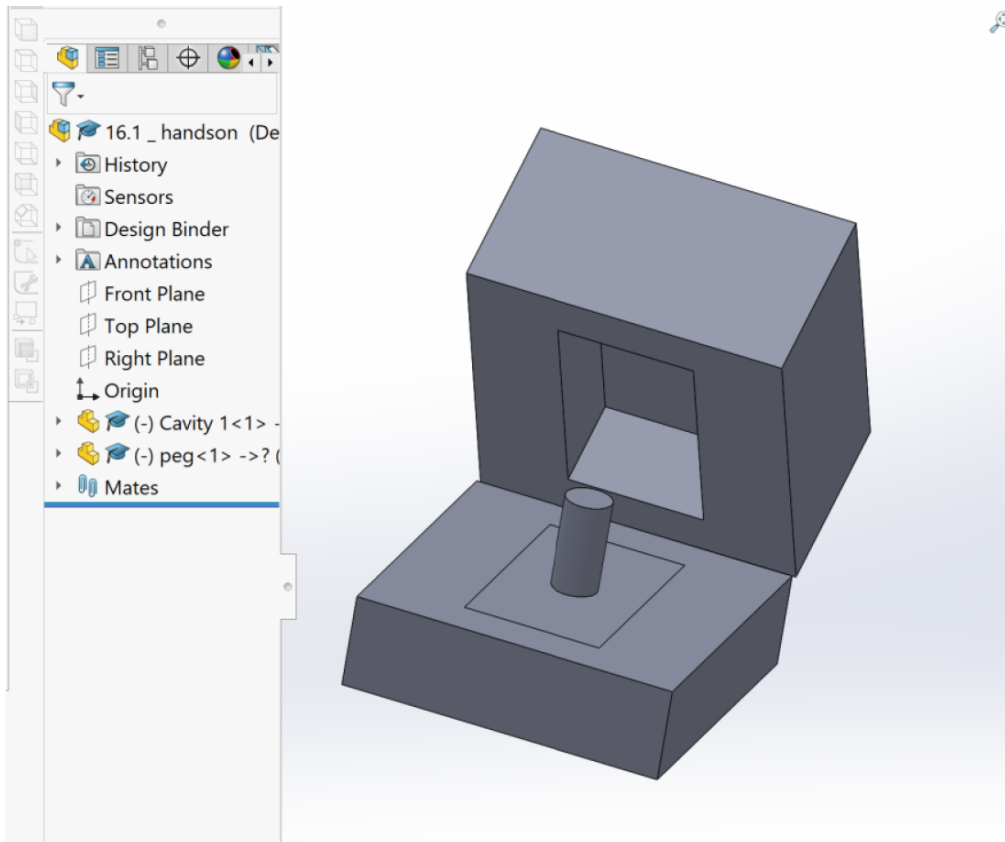 16.1 _ handson (De
History
Sensors
Design Binder
Annotations
Front Plane
Top Plane
Right Plane
Origin
(-) Cavity 1<1> -
(-) peg<1> ->? (
Mates